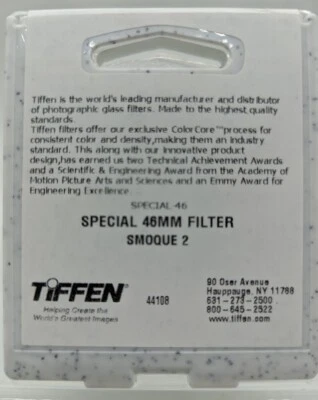 Tiffen is the world's leading manufacturer and distributor
of photographic glass filters. Made to the highest quality
standards.
Tiffen filters offer our exclusive ColorCore™ process for
consistent color and density, making them an industry
standard. This along with our innovative product
design, has earned us two Technical Achievement Awards
and a Scientific & Engineering Award from the Academy of
Motion Picture Arts and Sciences and an Emmy Award for
Engineering Excellence.
SPECIAL 46
SPECIAL 46MM FILTER
SMOQUE 2
TIFFEN®
Helping Create the
World's Greatest Images
44108
90 Oser Avenue
Hauppauge, NY 11788
631-273-2500
800-645-2522
www.tiffen.com